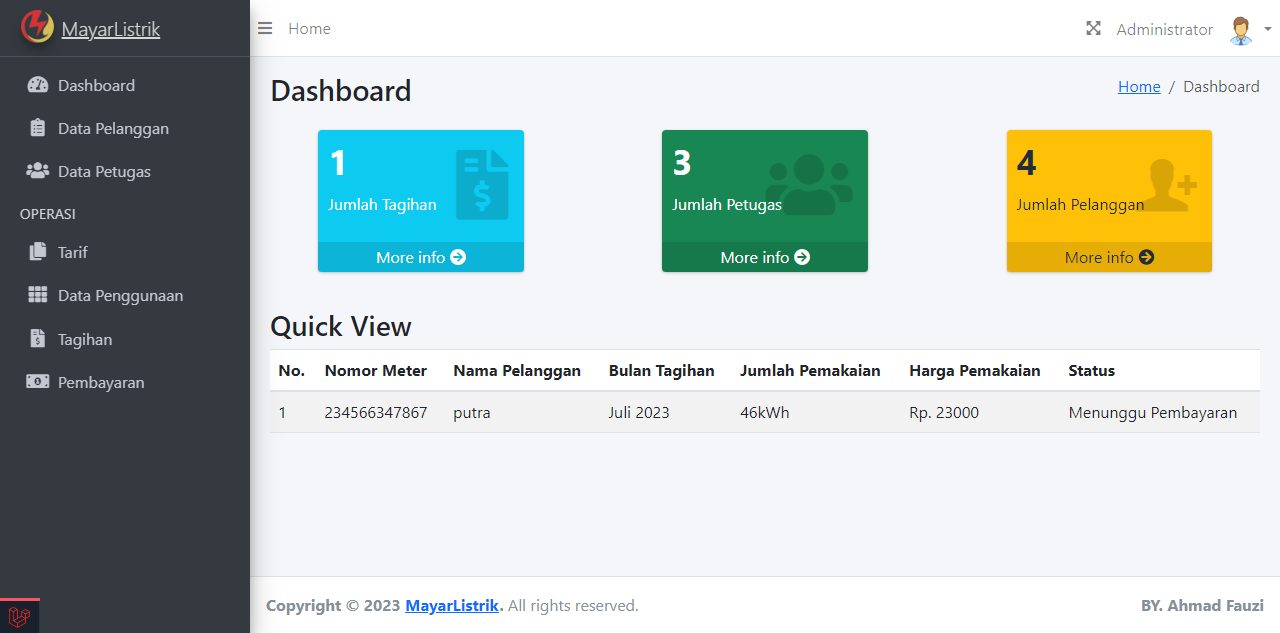 MayarListrik
Home
Administrator
Dashboard
Data Pelanggan
Data Petugas
OPERASI
Tarif
Data Penggunaan
Tagihan
Pembayaran
Dashboard
Home / Dashboard
1
Jumlah Tagihan
More info
3
Jumlah Petugas
More info
4
Jumlah Pelanggan
More info
Quick View
No. Nomor Meter Nama Pelanggan Bulan Tagihan Jumlah Pemakaian Harga Pemakaian Status
1 234566347867 putra Juli 2023 46kWh Rp. 23000 Menunggu Pembayaran
Copyright © 2023 MayarListrik. All rights reserved.
BY. Ahmad Fauzi